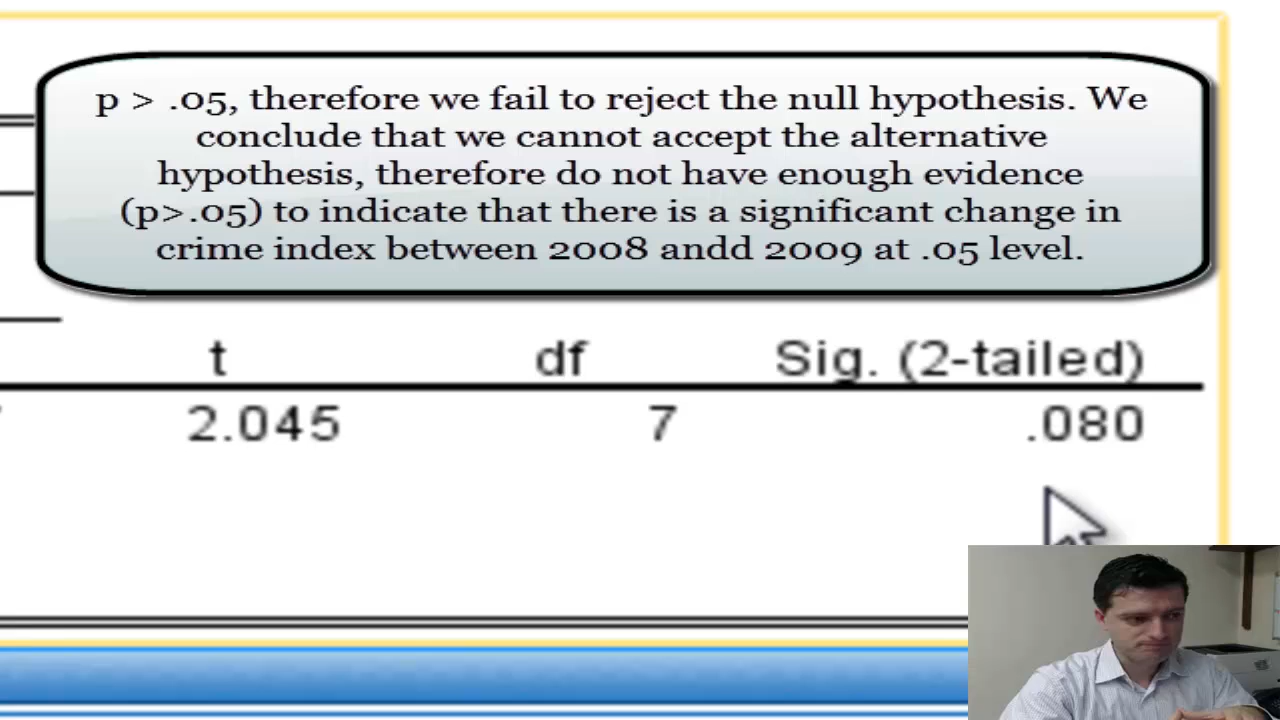 p > .05, therefore we fail to reject the null hypothesis. We
conclude that we cannot accept the alternative
hypothesis, therefore do not have enough evidence
(p>.05) to indicate that there is a significant change in
crime index between 2008 andd 2009 at .05 level.
t df Sig. (2-tailed)
2.045 7 .080